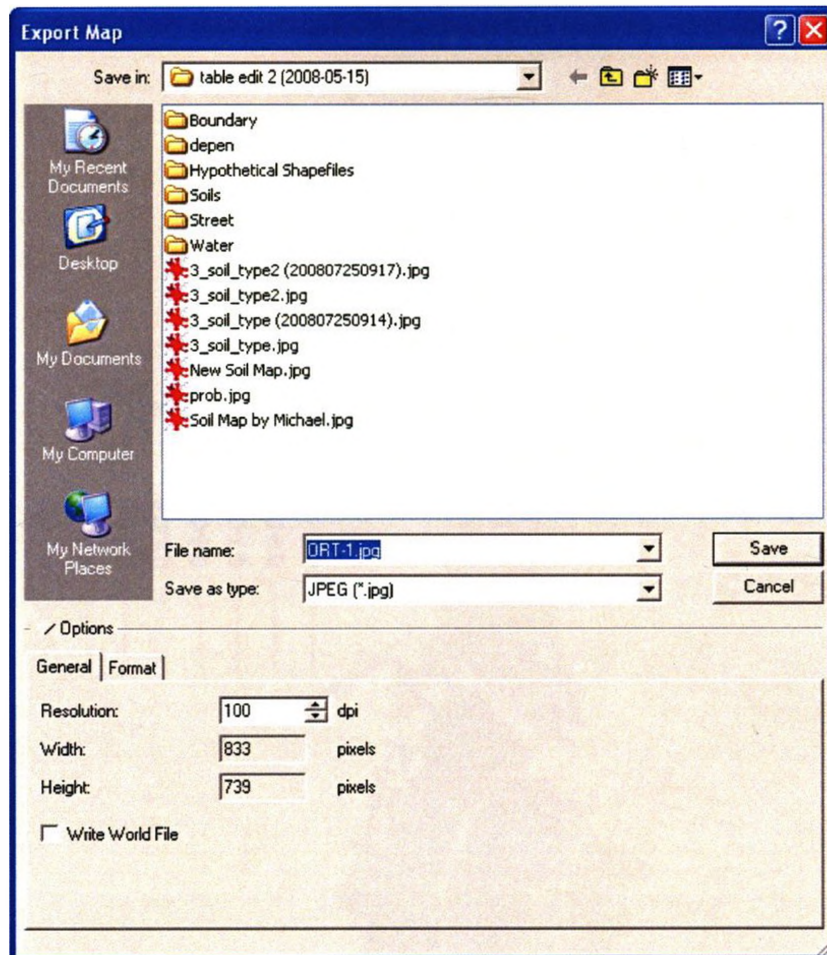 Export Map
Save in: table edit 2 (2008-05-15)
My Recent Documents
Desktop
My Documents
My Computer
My Network Places
Boundary
depen
Hypothetical Shapefiles
Soils
Street
Water
3_soil_type2 (200807250917).jpg
3_soil_type2.jpg
3_soil_type (200807250914).jpg
3_soil_type.jpg
New Soil Map.jpg
prob.jpg
Soil Map by Michael.jpg
File name: ORT-1.jpg Save
Save as type: JPEG (*.jpg) Cancel
Options
General Format
Resolution: 100 dpi
Width: 833 pixels
Height: 739 pixels
Write World File